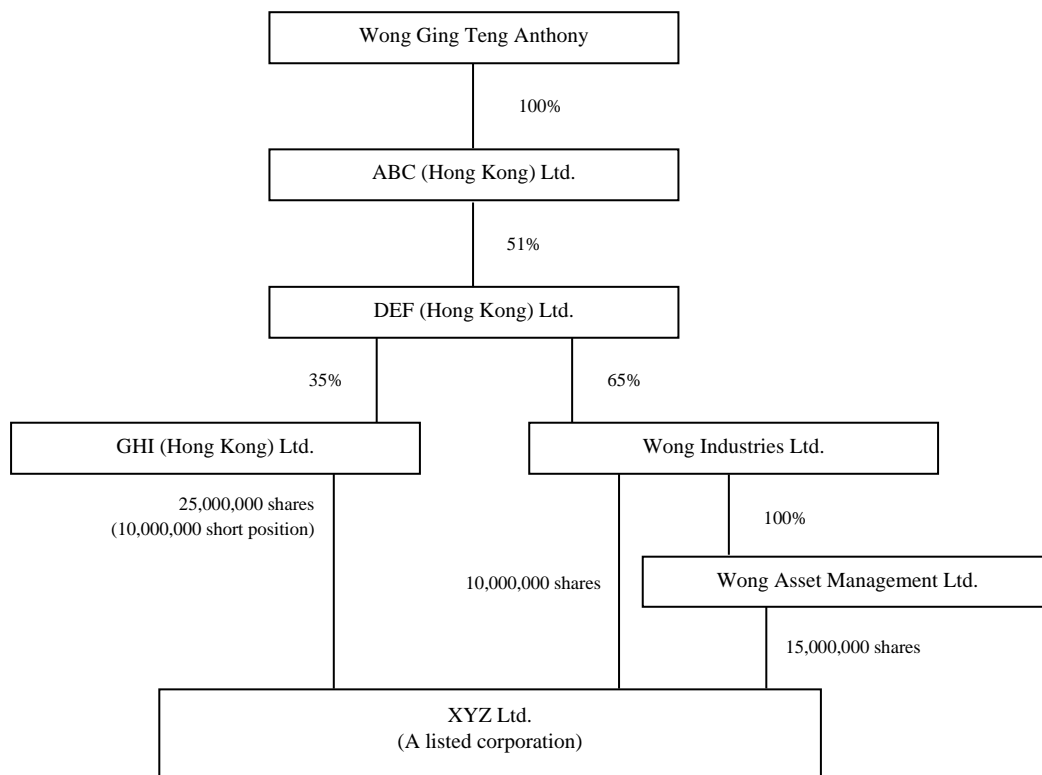 Wong Ging Teng Anthony
100%
ABC (Hong Kong) Ltd.
51%
DEF (Hong Kong) Ltd.
35%
65%
GHI (Hong Kong) Ltd.
Wong Industries Ltd.
25,000,000 shares
(10,000,000 short position)
100%
10,000,000 shares
Wong Asset Management Ltd.
15,000,000 shares
XYZ Ltd.
(A listed corporation)